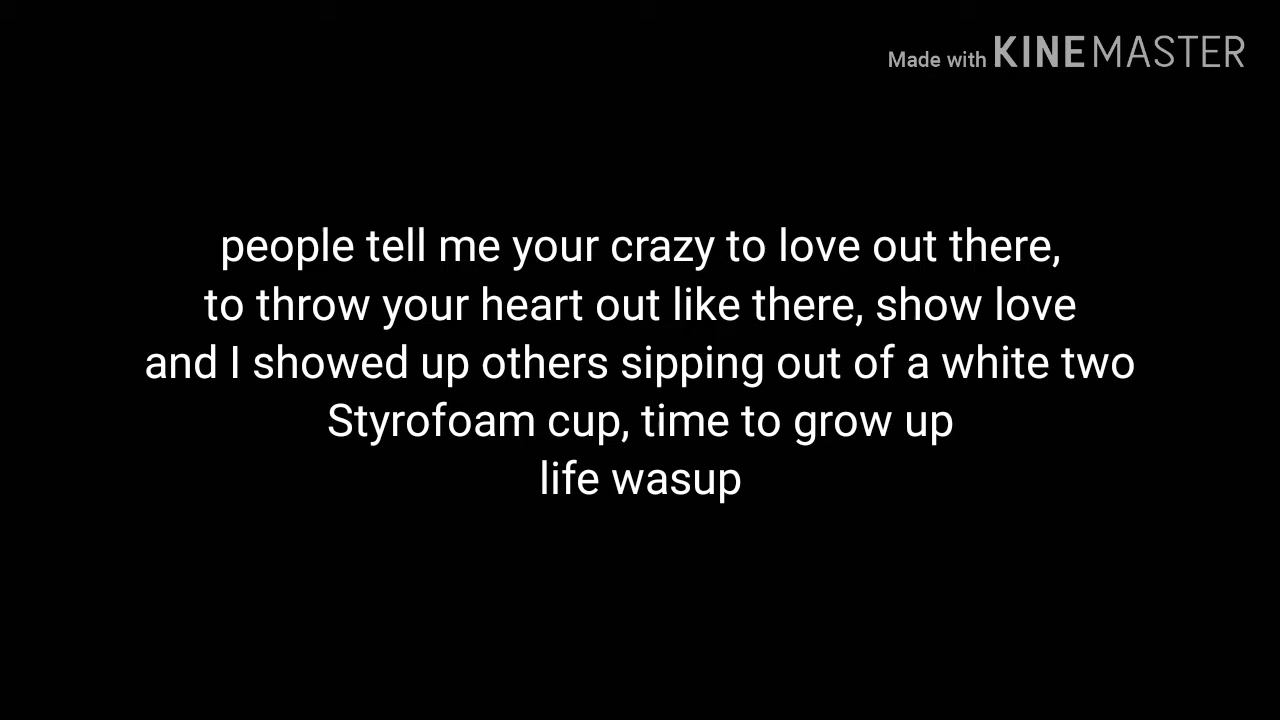 Made with KINEMASTER
people tell me your crazy to love out there,
to throw your heart out like there, show love
and I showed up others sipping out of a white two
Styrofoam cup, time to grow up
life wasup